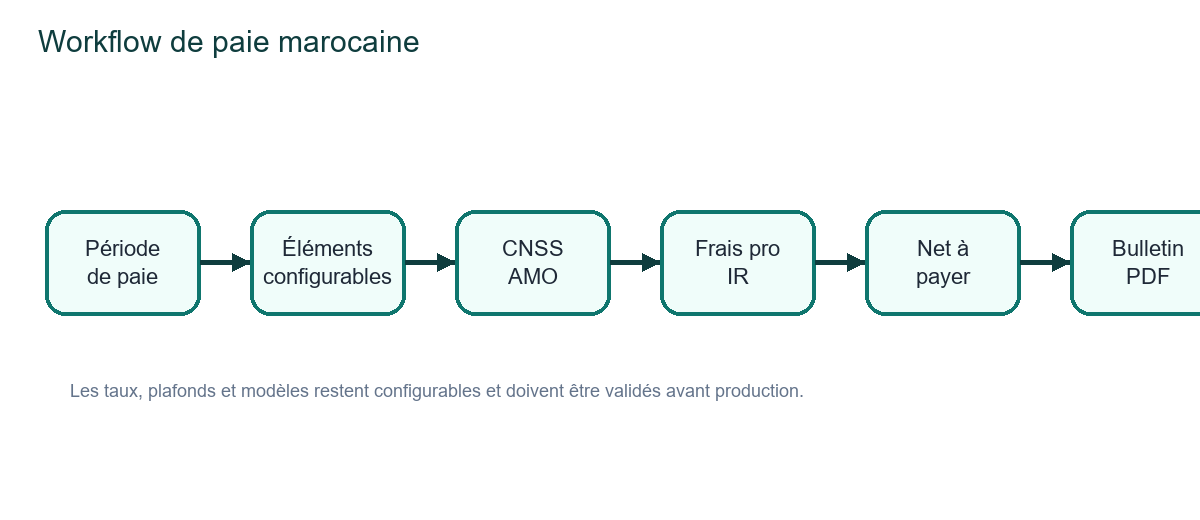 Workflow de paie marocaine
Période
de paie
Éléments
configurables
CNSS
AMO
Frais pro
IR
Net à
payer
Bulletin
PDF
Les taux, plafonds et modèles restent configurables et doivent être validés avant production.